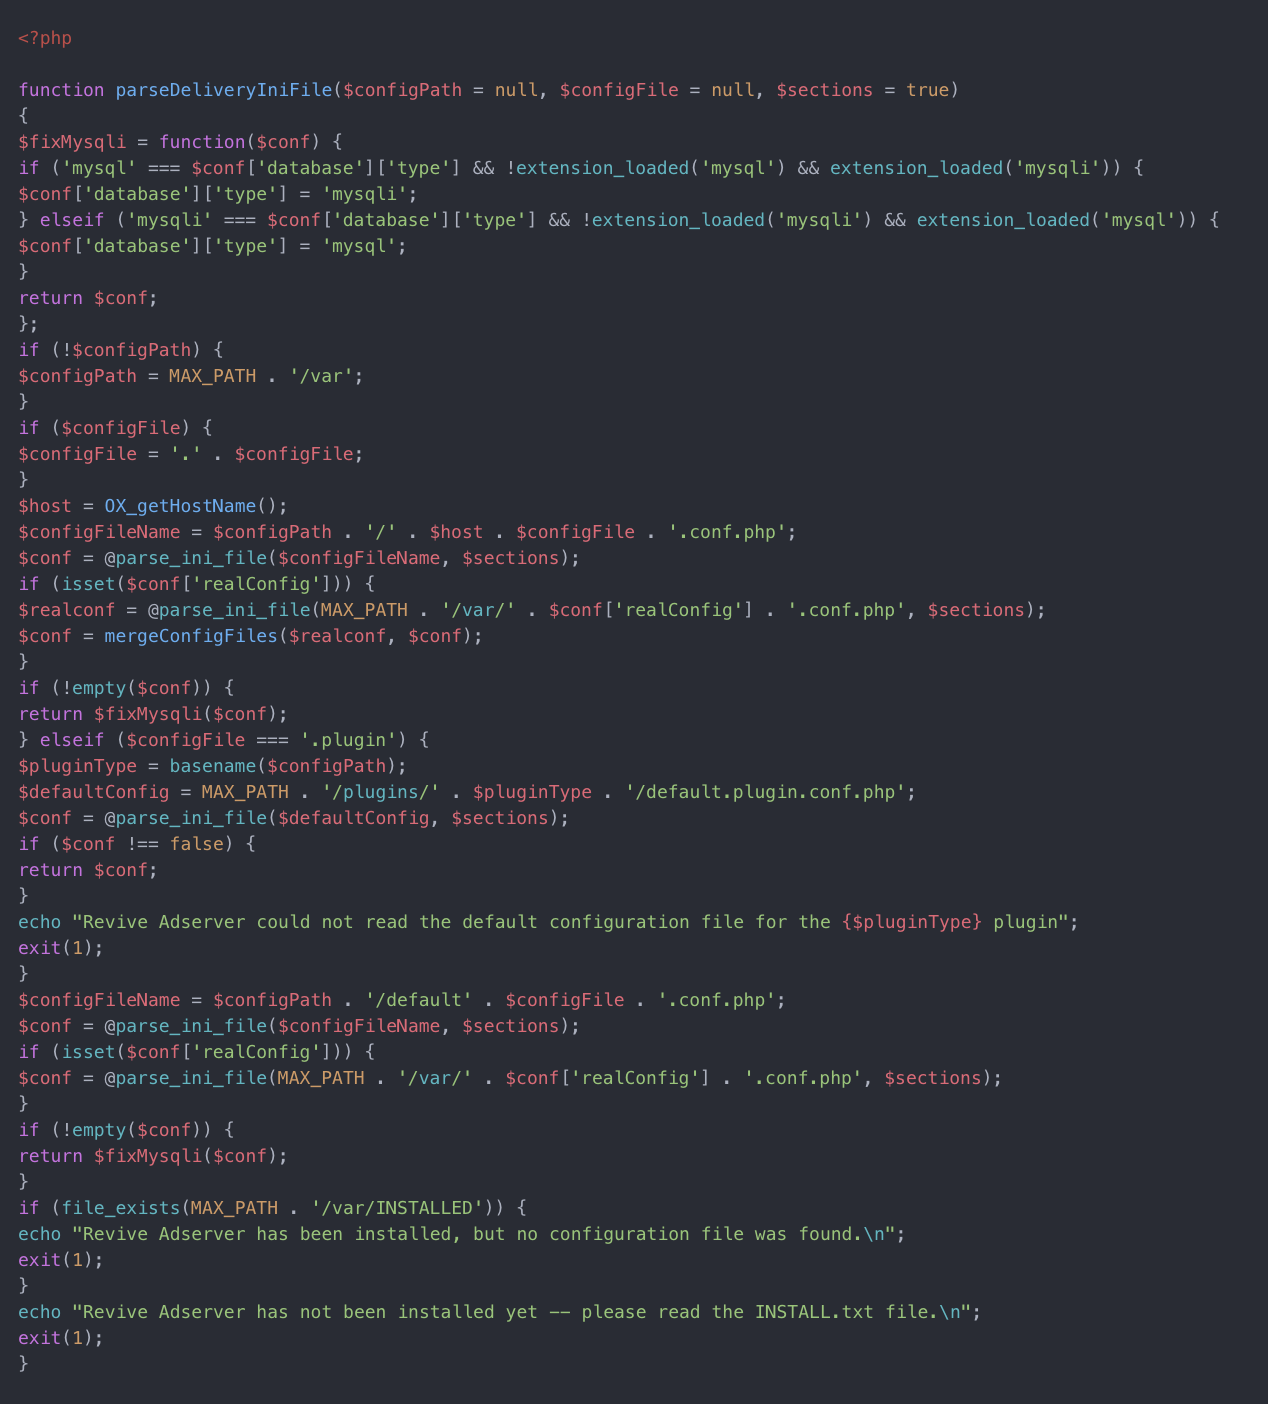 <?php
function parseDeliveryIniFile($configPath = null, $configFile = null, $sections = true)
{
$fixMysqli = function($conf) {
if ('mysql' === $conf['database']['type'] && !extension_loaded('mysql') && extension_loaded('mysqli')) {
$conf['database']['type'] = 'mysqli';
} elseif ('mysqli' === $conf['database']['type'] && !extension_loaded('mysqli') && extension_loaded('mysql')) {
$conf['database']['type'] = 'mysql';
}
return $conf;
};
if (!$configPath) {
$configPath = MAX_PATH . '/var';
}
if ($configFile) {
$configFile = '.' . $configFile;
}
$host = OX_getHostName();
$configFileName = $configPath . '/' . $host . $configFile . '.conf.php';
$conf = @parse_ini_file($configFileName, $sections);
if (isset($conf['realConfig'])) {
$realconf = @parse_ini_file(MAX_PATH . '/var/' . $conf['realConfig'] . '.conf.php', $sections);
$conf = mergeConfigFiles($realconf, $conf);
}
if (!empty($conf)) {
return $fixMysqli($conf);
} elseif ($configFile === '.plugin') {
$pluginType = basename($configPath);
$defaultConfig = MAX_PATH . '/plugins/' . $pluginType . '/default.plugin.conf.php';
$conf = @parse_ini_file($defaultConfig, $sections);
if ($conf !== false) {
return $conf;
}
echo "Revive Adserver could not read the default configuration file for the {$pluginType} plugin";
exit(1);
}
$configFileName = $configPath . '/default' . $configFile . '.conf.php';
$conf = @parse_ini_file($configFileName, $sections);
if (isset($conf['realConfig'])) {
$conf = @parse_ini_file(MAX_PATH . '/var/' . $conf['realConfig'] . '.conf.php', $sections);
}
if (!empty($conf)) {
return $fixMysqli($conf);
}
if (file_exists(MAX_PATH . '/var/INSTALLED')) {
echo "Revive Adserver has been installed, but no configuration file was found.\n";
exit(1);
}
echo "Revive Adserver has not been installed yet -- please read the INSTALL.txt file.\n";
exit(1);
}